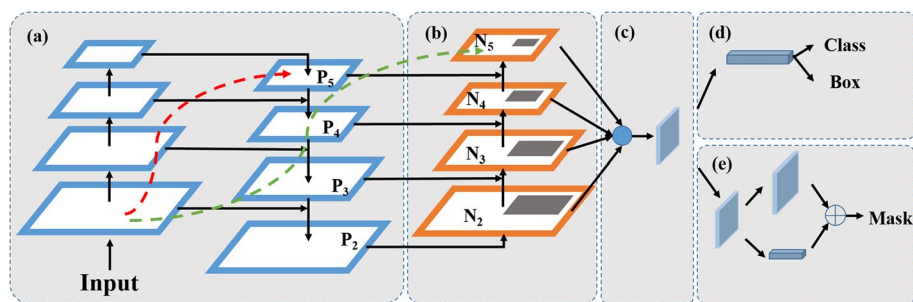 (a)
P₅
P₄
P₃
P₂
Input
(b)
N₅
N₄
N₃
N₂
(c)
(d)
Class
Box
(e)
Mask